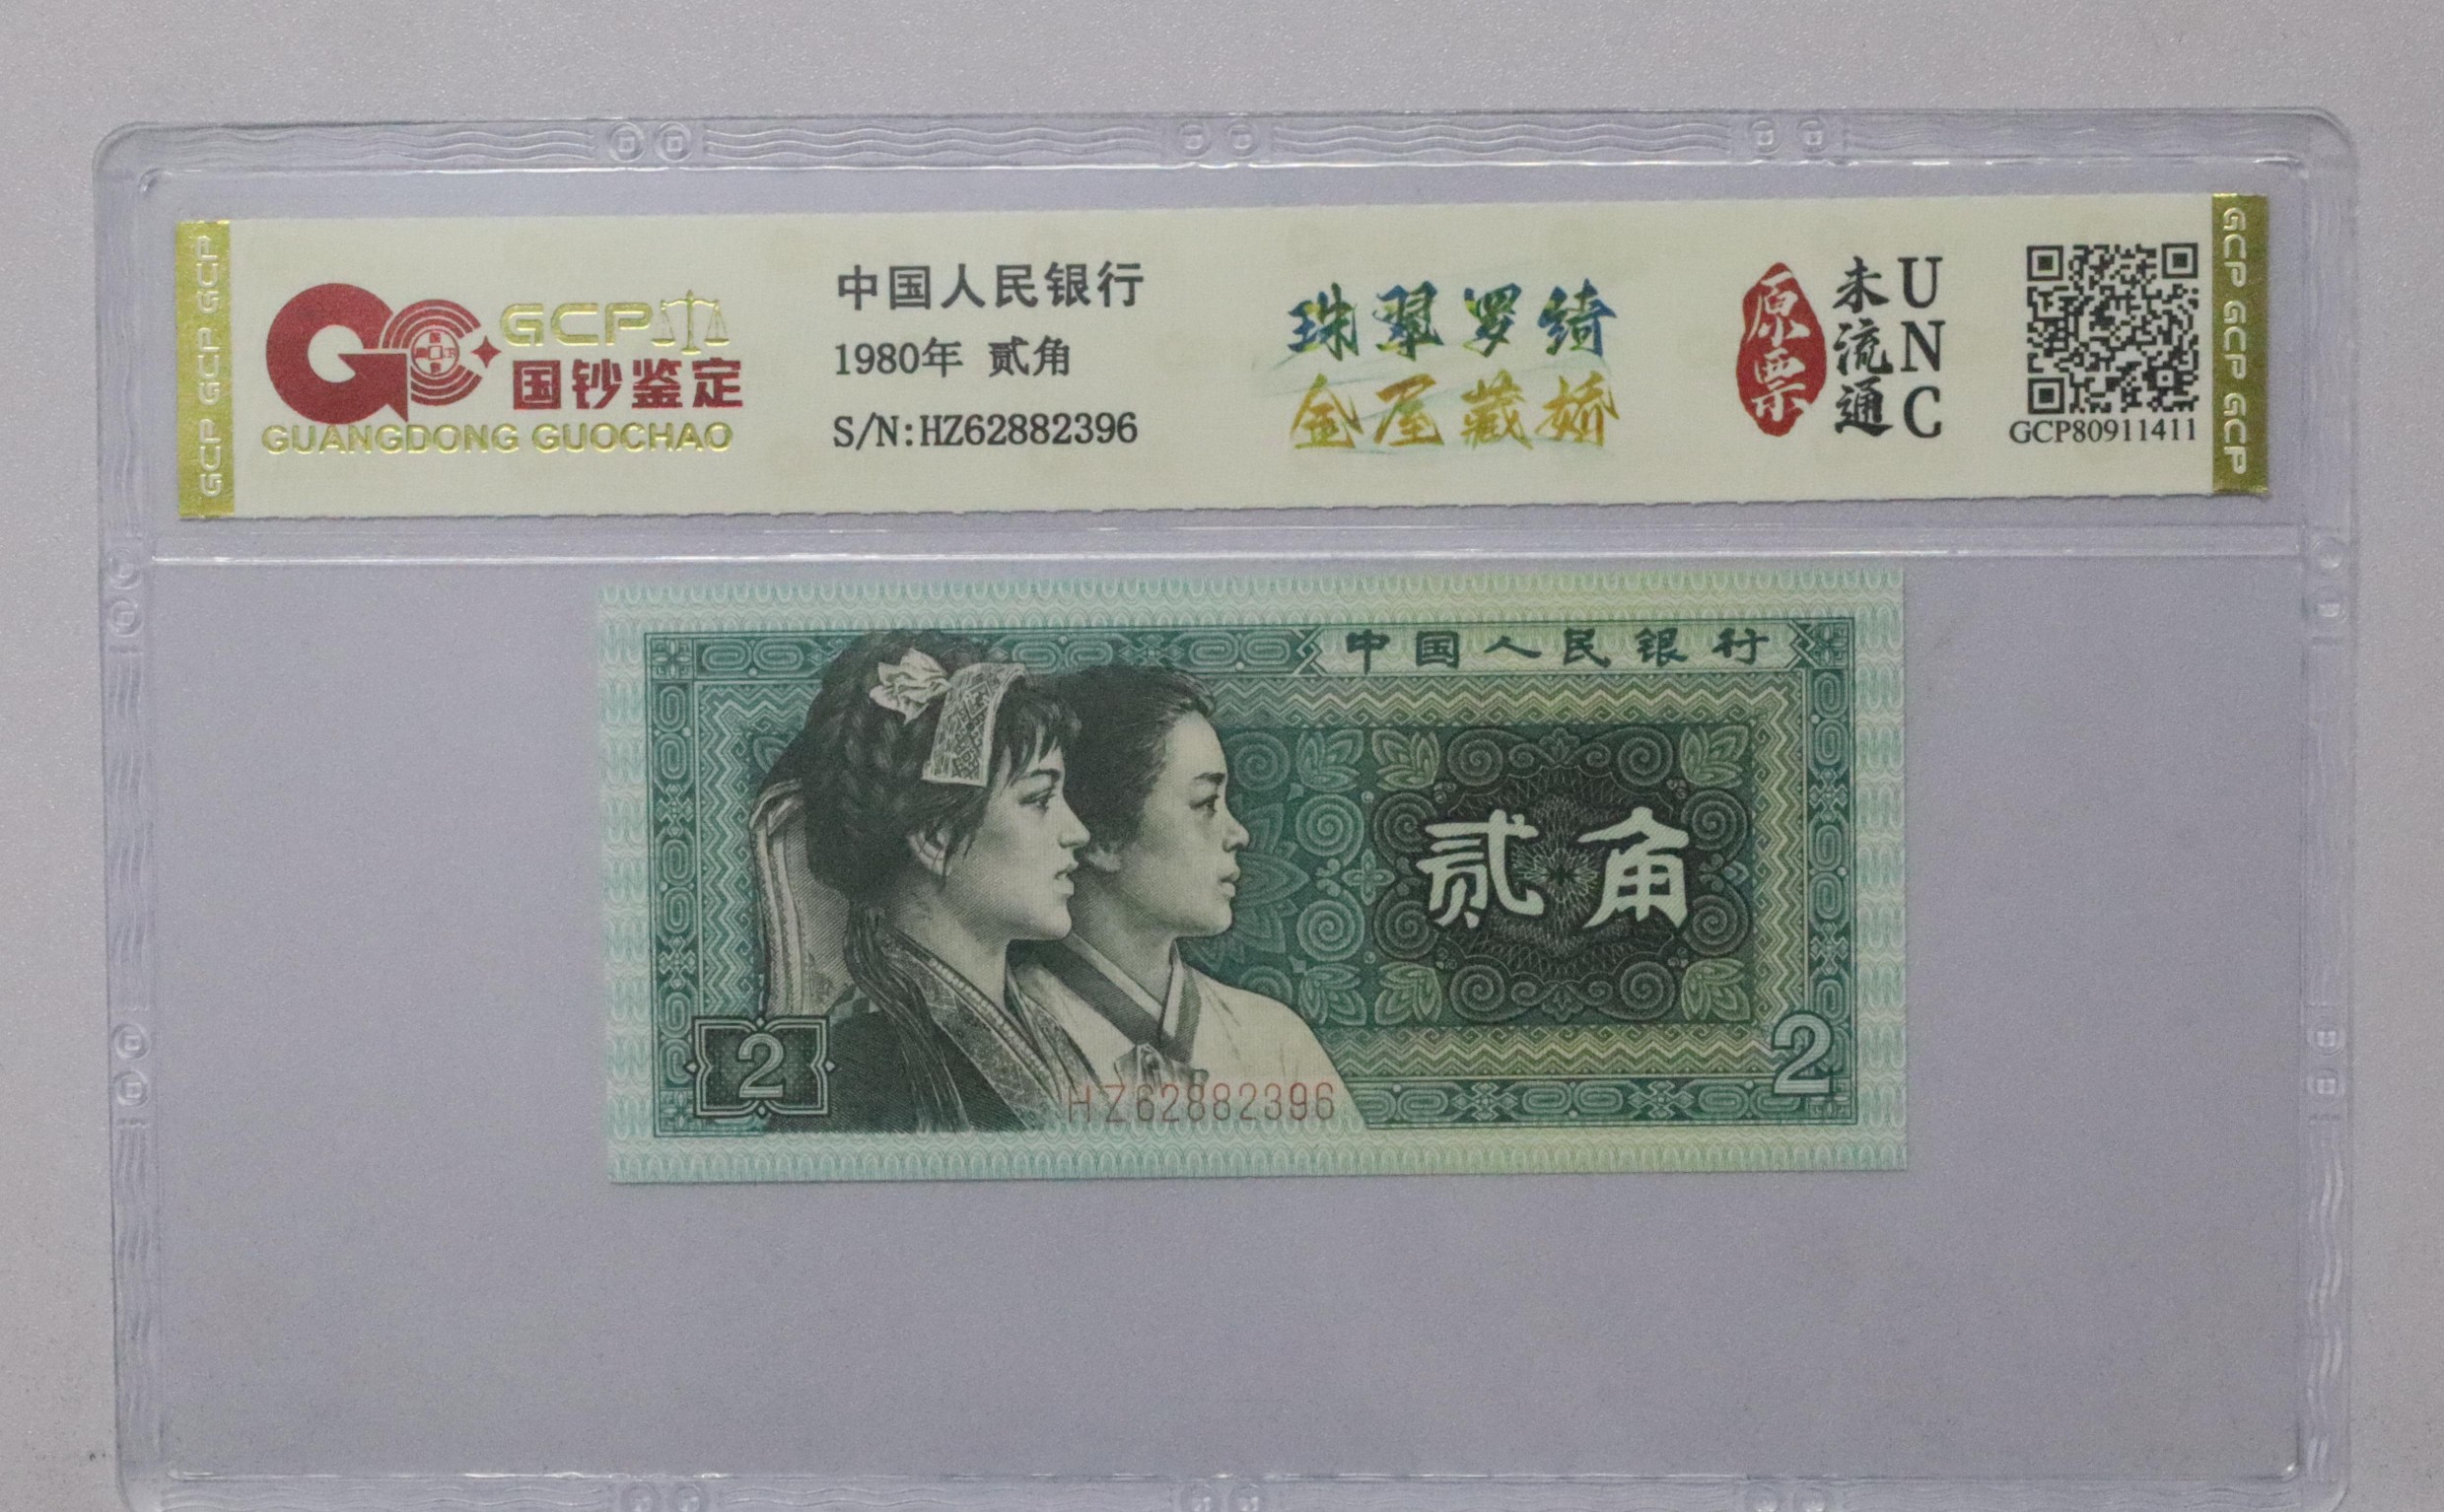 GCP GCP GCP
GCP
国钞鉴定
GUANGDONG GUOCHAO
中国人民银行
1980年 贰角
S/N:HZ62882396
珠翠罗绮
金屋藏娇
原票
未流通
UNC
GCP80911411
GCP GCP GCP
中国人民银行
贰角
2
2
HZ62882396